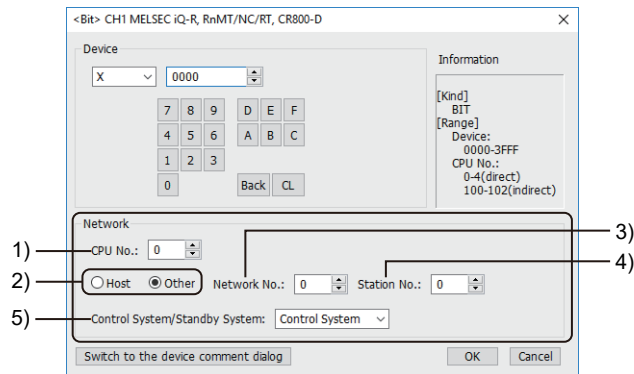 <Bit> CH1 MELSEC iQ-R, RnMT/NC/RT, CR800-D
Device
X 0000
7 8 9 D E F
4 5 6 A B C
1 2 3
0 Back CL
Information
[Kind]
BIT
[Range]
Device:
0000-3FFF
CPU No.:
0-4(direct)
100-102(indirect)
Network
3)
1) CPU No.: 0
4)
2) Host Other Network No.: 0 Station No.: 0
5) Control System/Standby System: Control System
Switch to the device comment dialog OK Cancel